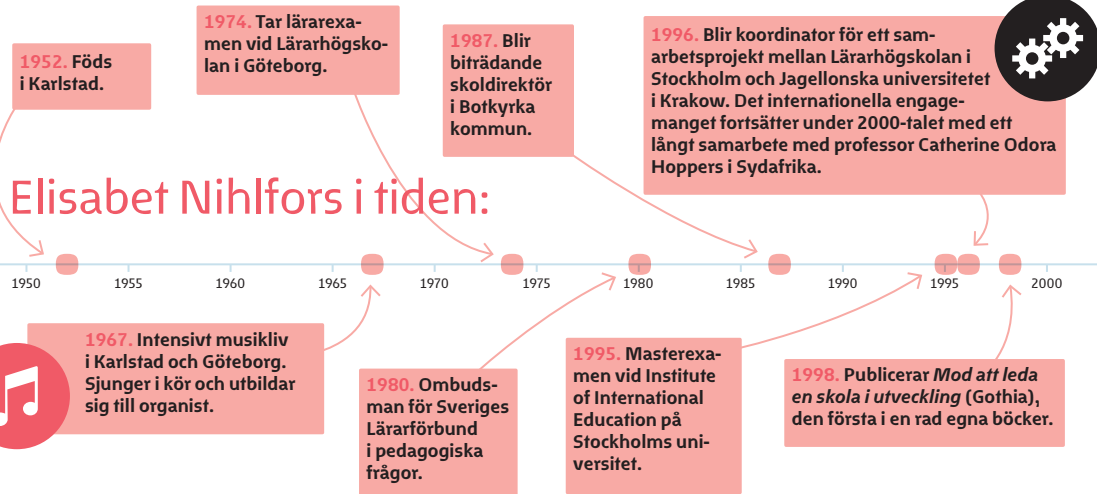 1952. Föds
i Karlstad.
1974. Tar lärarexa-
men vid Lärarhögsko-
lan i Göteborg.
1987. Blir
biträdande
skoldirektör
i Botkyrka
kommun.
1996. Blir koordinator för ett sam-
arbetsprojekt mellan Lärarhögskolan i
Stockholm och Jagellonska universitetet
i Krakow. Det internationella engage-
manget fortsätter under 2000-talet med ett
långt samarbete med professor Catherine Odora
Hoppers i Sydafrika.
Elisabet Nihlfors i tiden:
1950 1955 1960 1965 1970 1975 1980 1985 1990 1995 2000
1967. Intensivt musikliv
i Karlstad och Göteborg.
Sjunger i kör och utbildar
sig till organist.
1980. Ombuds-
man för Sveriges
Lärarförbund
i pedagogiska
frågor.
1995. Masterexa-
men vid Institute
of International
Education på
Stockholms uni-
versitet.
1998. Publicerar Mod att leda
en skola i utveckling (Gothia),
den första i en rad egna böcker.